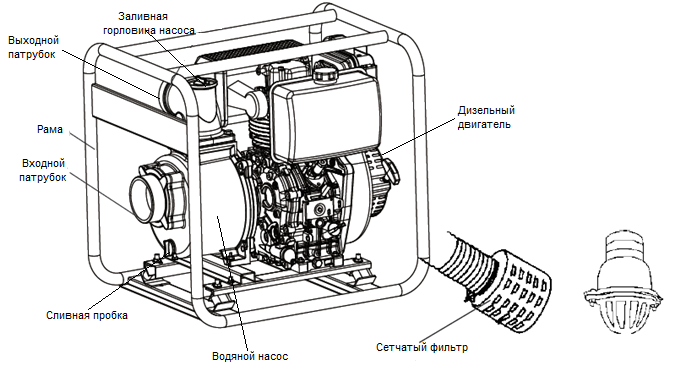 Заливная
горловина насоса
Выходной
патрубок
Рама
Входной
патрубок
Дизельный
двигатель
Сливная пробка
Водяной насос
Сетчатый фильтр